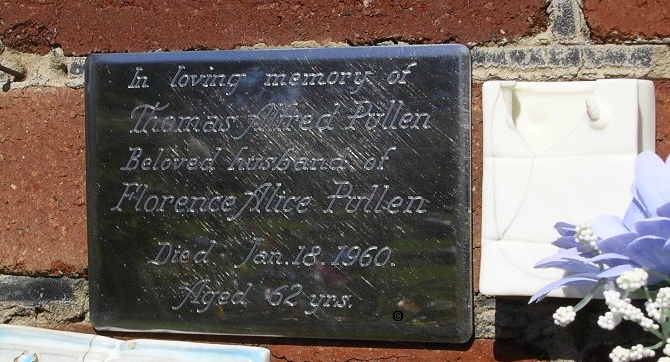 In loving memory of
Thomas Alfred Pullen
Beloved husband of
Florence Alice Pullen
Died Jan. 18. 1960.
Aged 62 yrs.